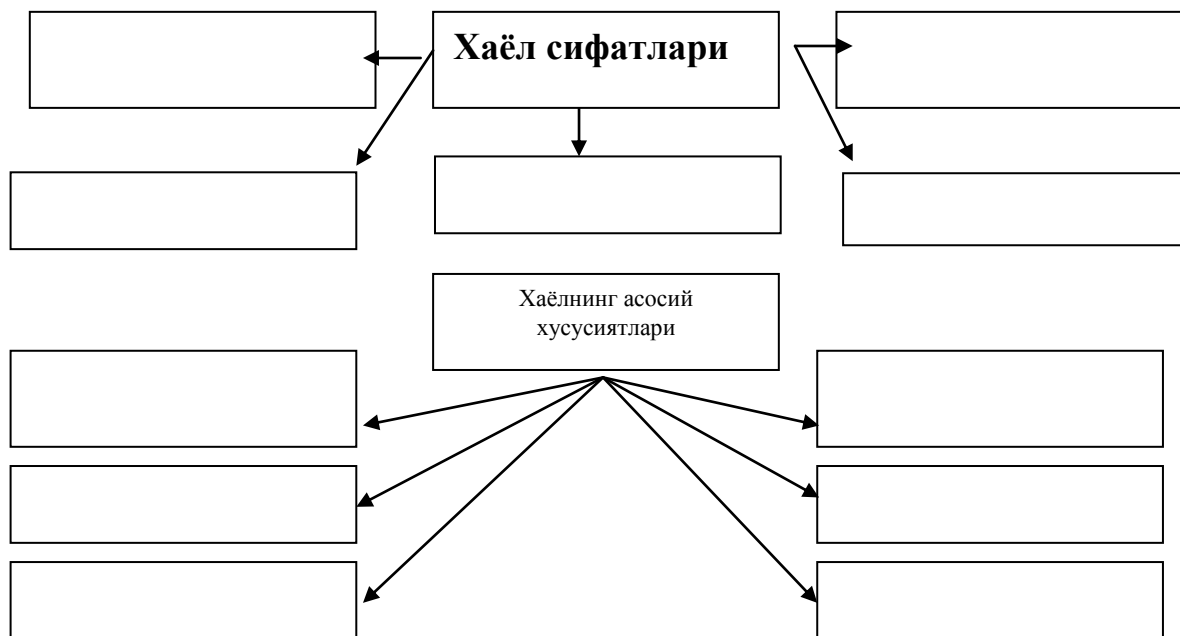 Хаёл сифатлари
Хаёлнинг асосий
хусусиятлари